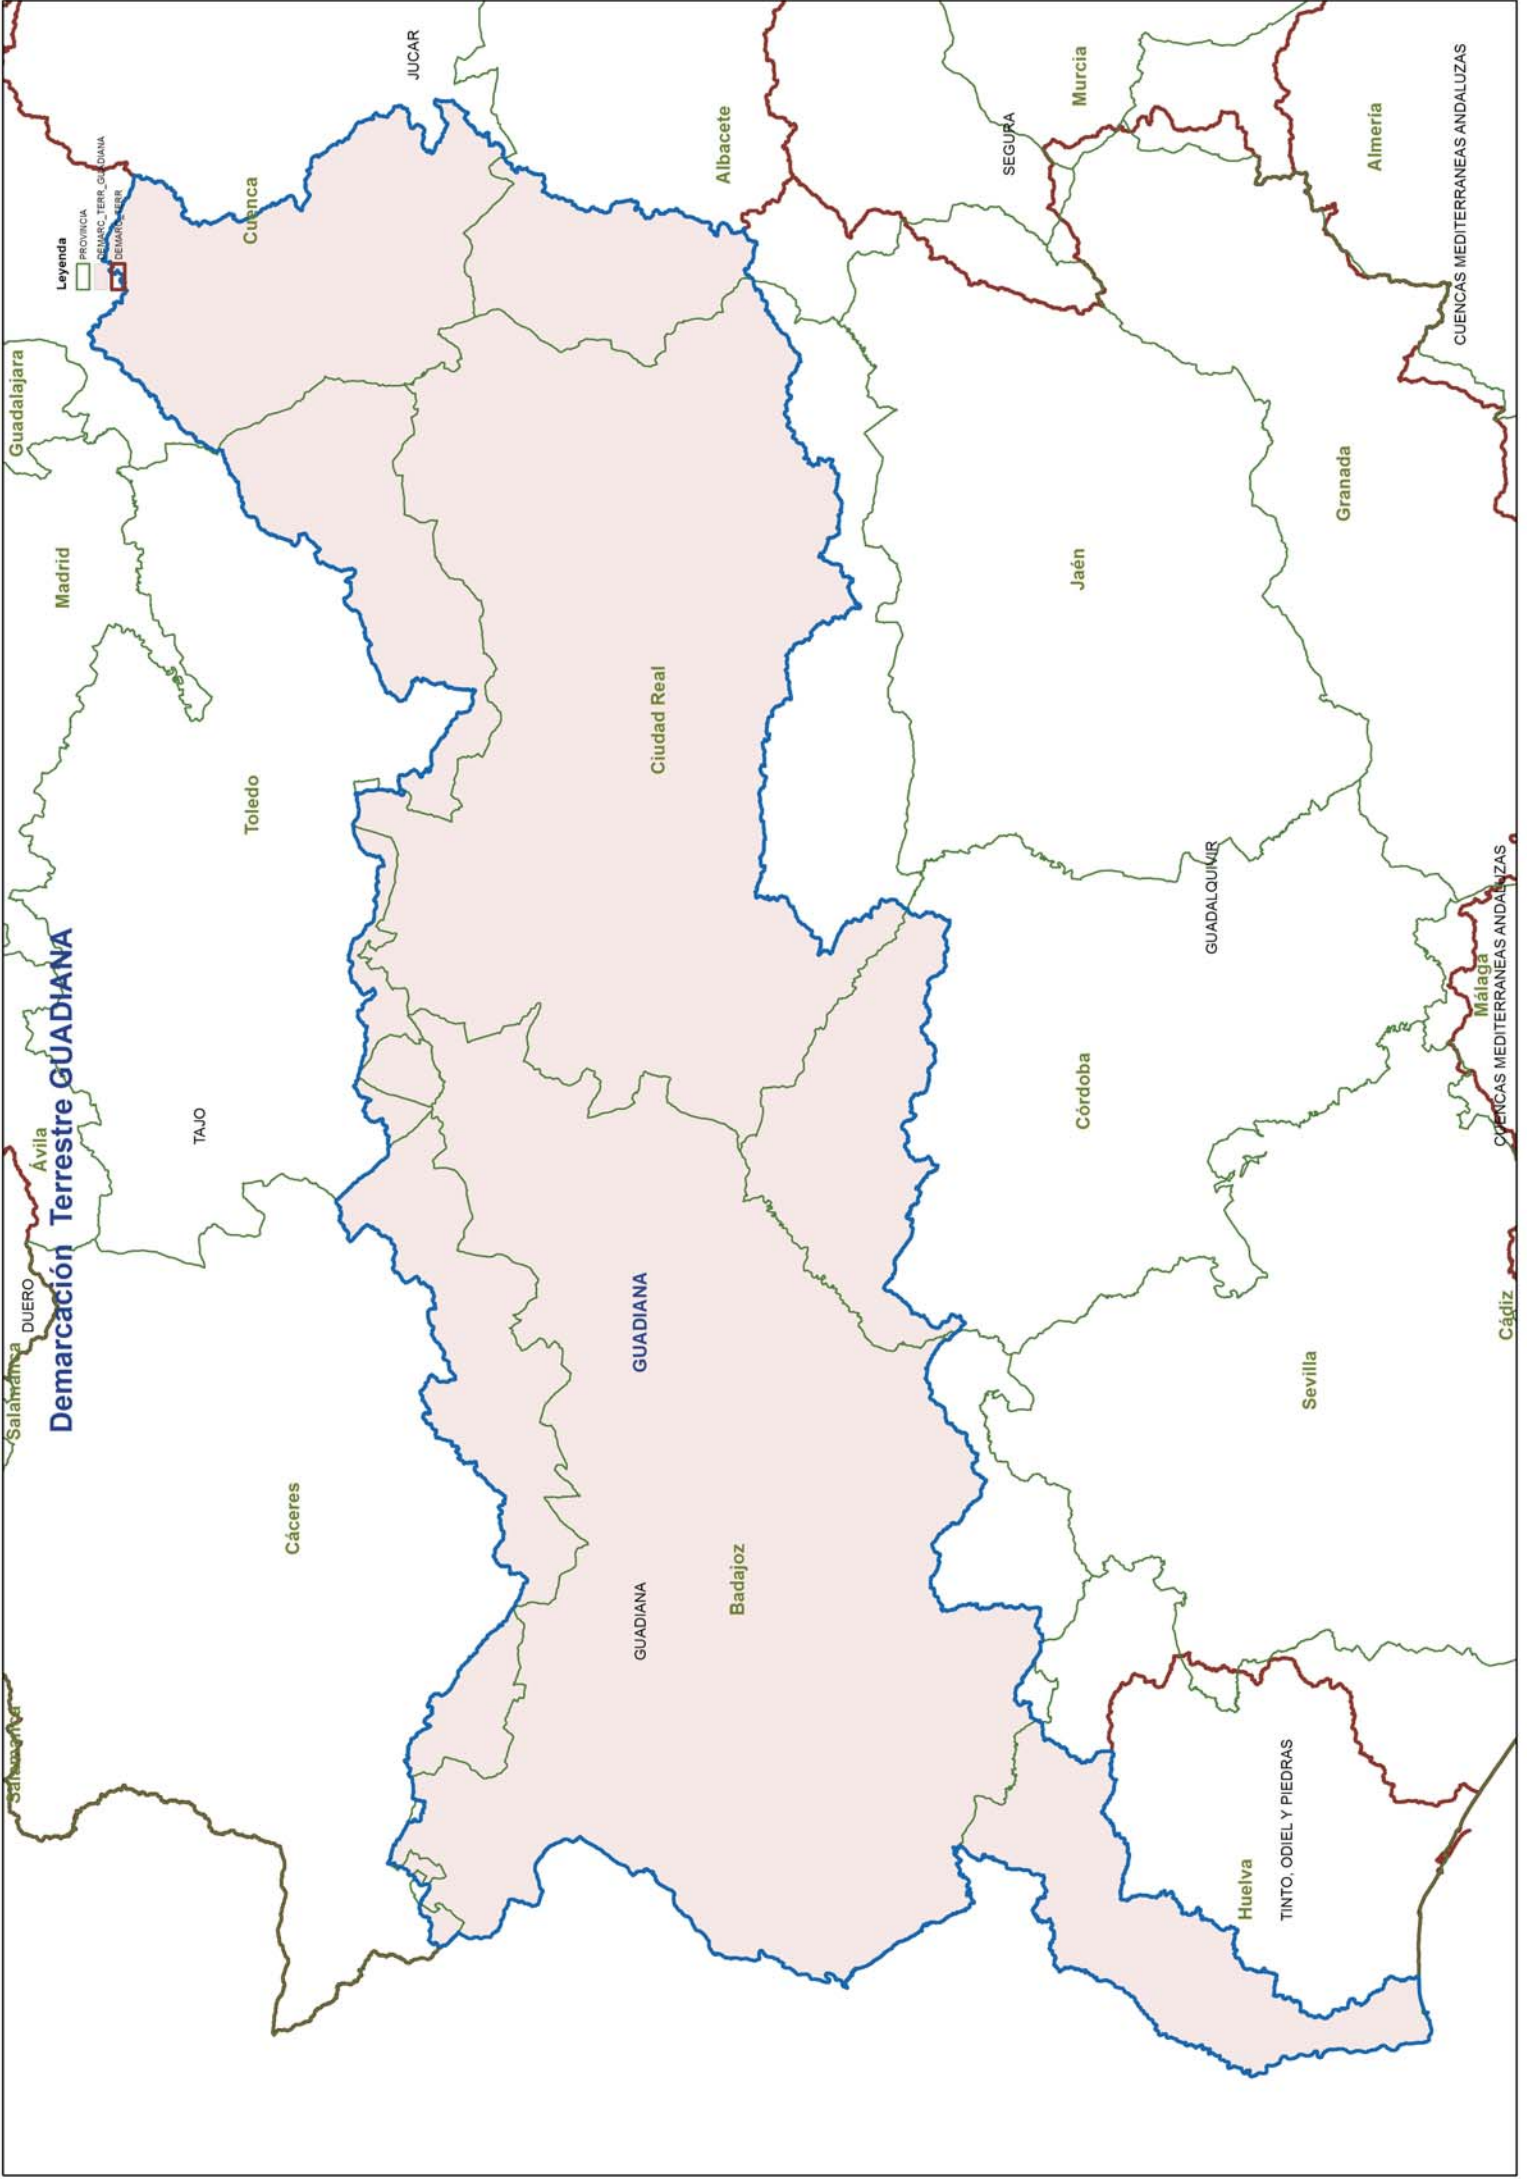 Demarcación Terrestre GUADIANA
Leyenda
PROVINCIA
DEMARC_TERR_GUADIANA
DEMARC_TERR
Salamanca
Salamanca
DUERO
Ávila
Madrid
Guadalajara
TAJO
Cáceres
Toledo
Cuenca
JUCAR
GUADIANA
GUADIANA
Ciudad Real
Badajoz
Albacete
SEGURA
Murcia
Córdoba
Jaén
GUADALQUIVIR
Huelva
TINTO, ODIEL Y PIEDRAS
Sevilla
Granada
Almería
CUENCAS MEDITERRANEAS ANDALUZAS
Málaga
CUENCAS MEDITERRANEAS ANDALUZAS
Cádiz